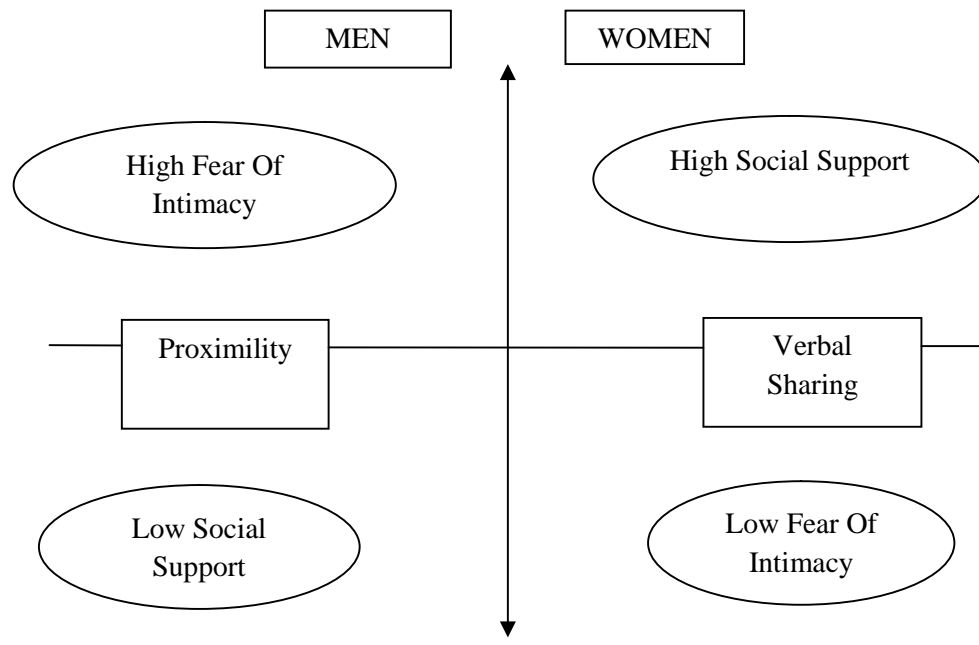 MEN
WOMEN
High Fear Of
Intimacy
High Social Support
Proximility
Verbal
Sharing
Low Social
Support
Low Fear Of
Intimacy